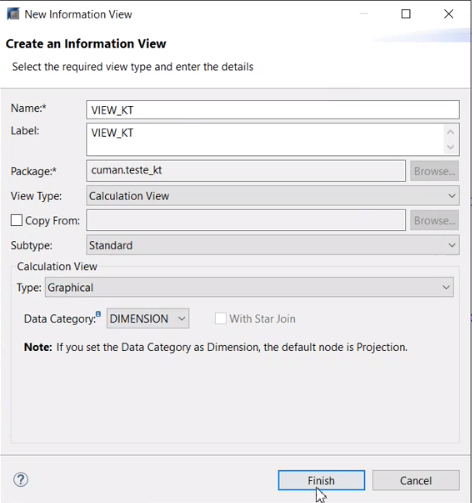 New Information View
Create an Information View
Select the required view type and enter the details
Name:* VIEW_KT
Label: VIEW_KT
Package:* cuman.teste_kt Browse...
View Type: Calculation View
Copy From: Browse...
Subtype: Standard
Calculation View
Type: Graphical
Data Category: DIMENSION With Star Join
Note: If you set the Data Category as Dimension, the default node is Projection.
Finish Cancel